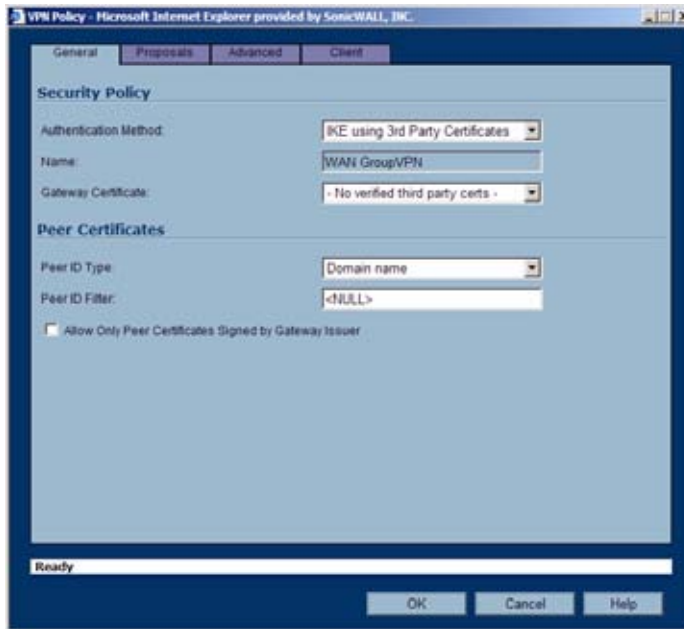 VPN Policy - Microsoft Internet Explorer provided by SonicWALL, INC.
General Proposals Advanced Client
Security Policy
Authentication Method: IKE using 3rd Party Certificates
Name: WAN GroupVPN
Gateway Certificate: - No verified third party certs -
Peer Certificates
Peer ID Type: Domain name
Peer ID Filter: <NULL>
Allow Only Peer Certificates Signed by Gateway Issuer
Ready
OK Cancel Help